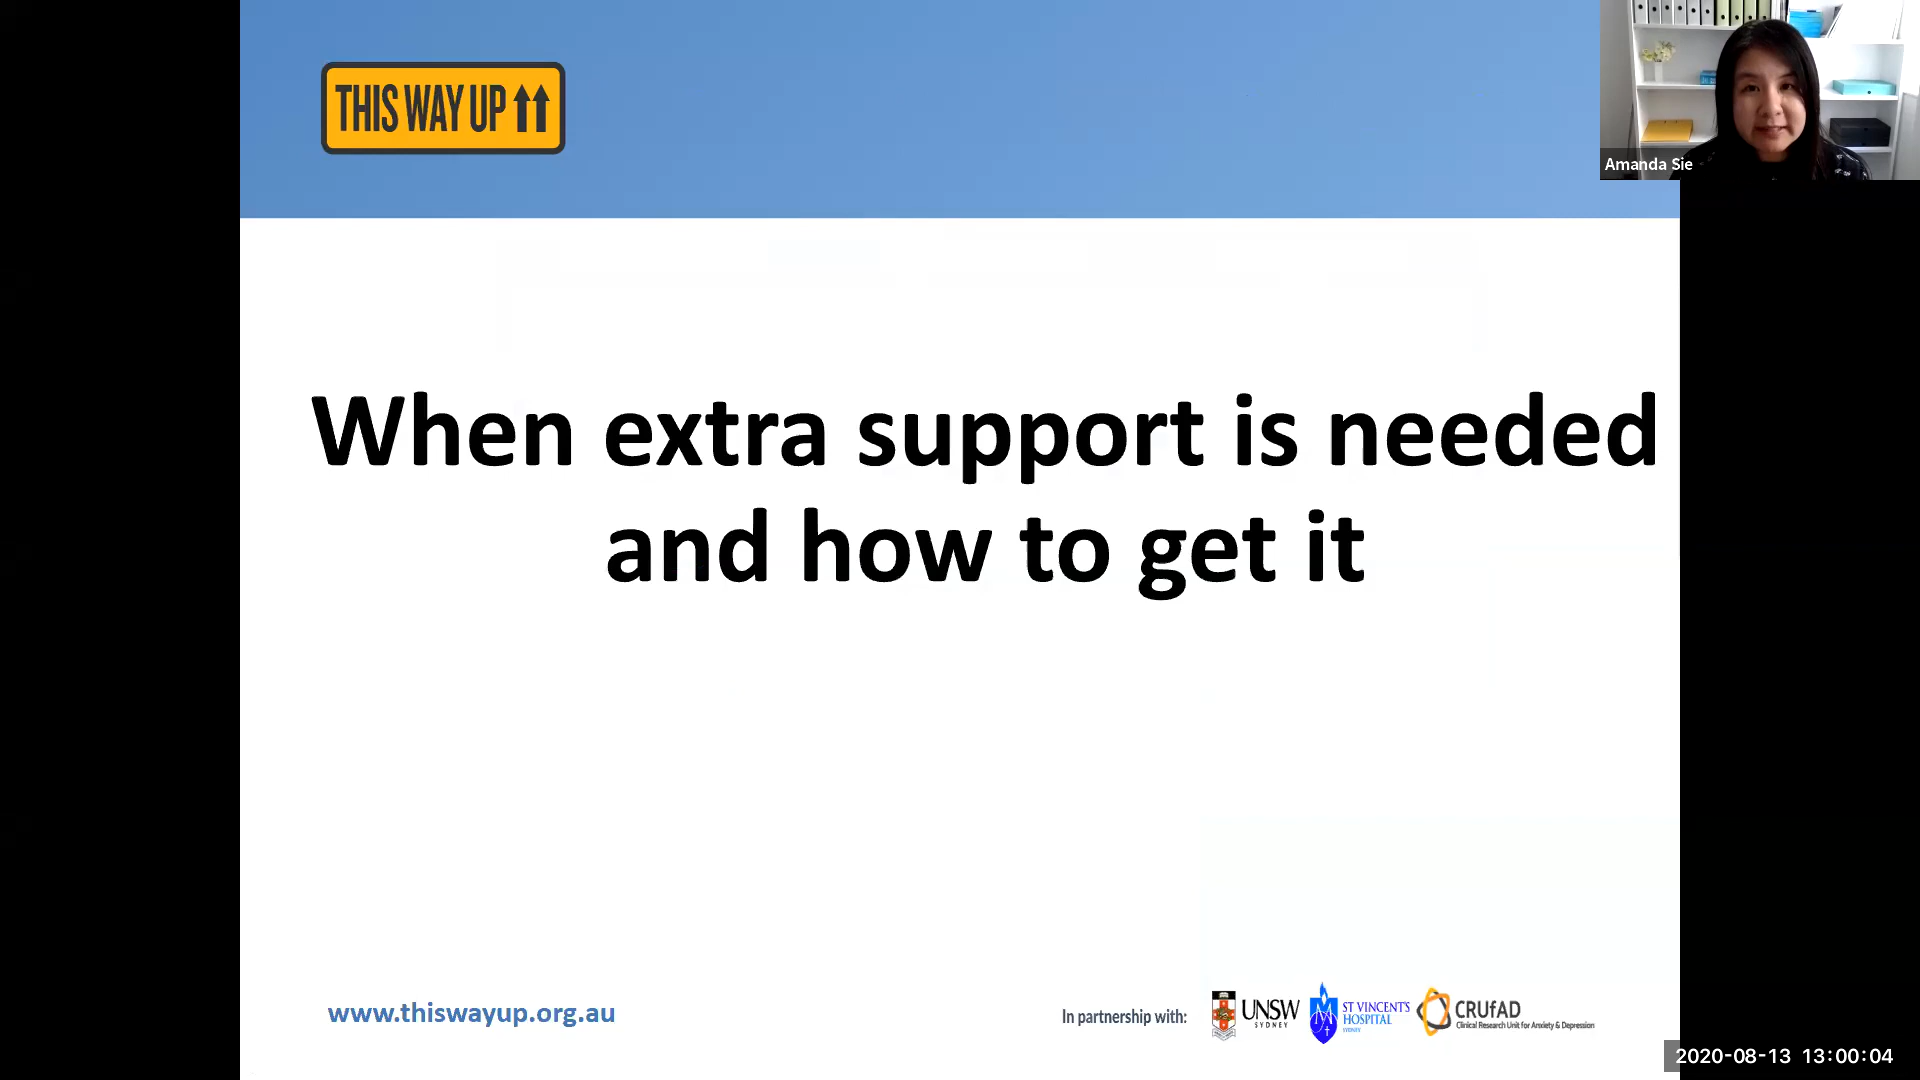 THIS WAY UP
Amanda Sie
When extra support is needed
and how to get it
www.thiswayup.org.au
In partnership with:
UNSW
SYDNEY
ST VINCENT'S
HOSPITAL
SYDNEY
CRUfAD
Clinical Research Unit for Anxiety & Depression
2020-08-13 13:00:04